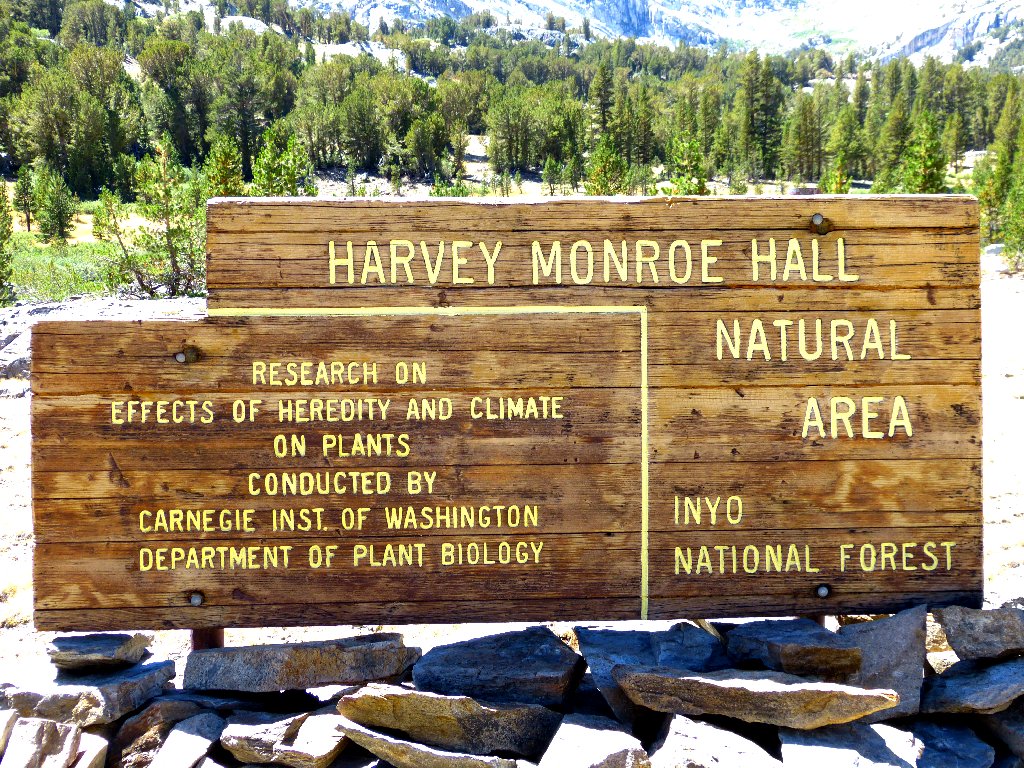 HARVEY MONROE HALL
NATURAL
AREA
RESEARCH ON
EFFECTS OF HEREDITY AND CLIMATE
ON PLANTS
CONDUCTED BY
CARNEGIE INST. OF WASHINGTON
DEPARTMENT OF PLANT BIOLOGY
INYO
NATIONAL FOREST